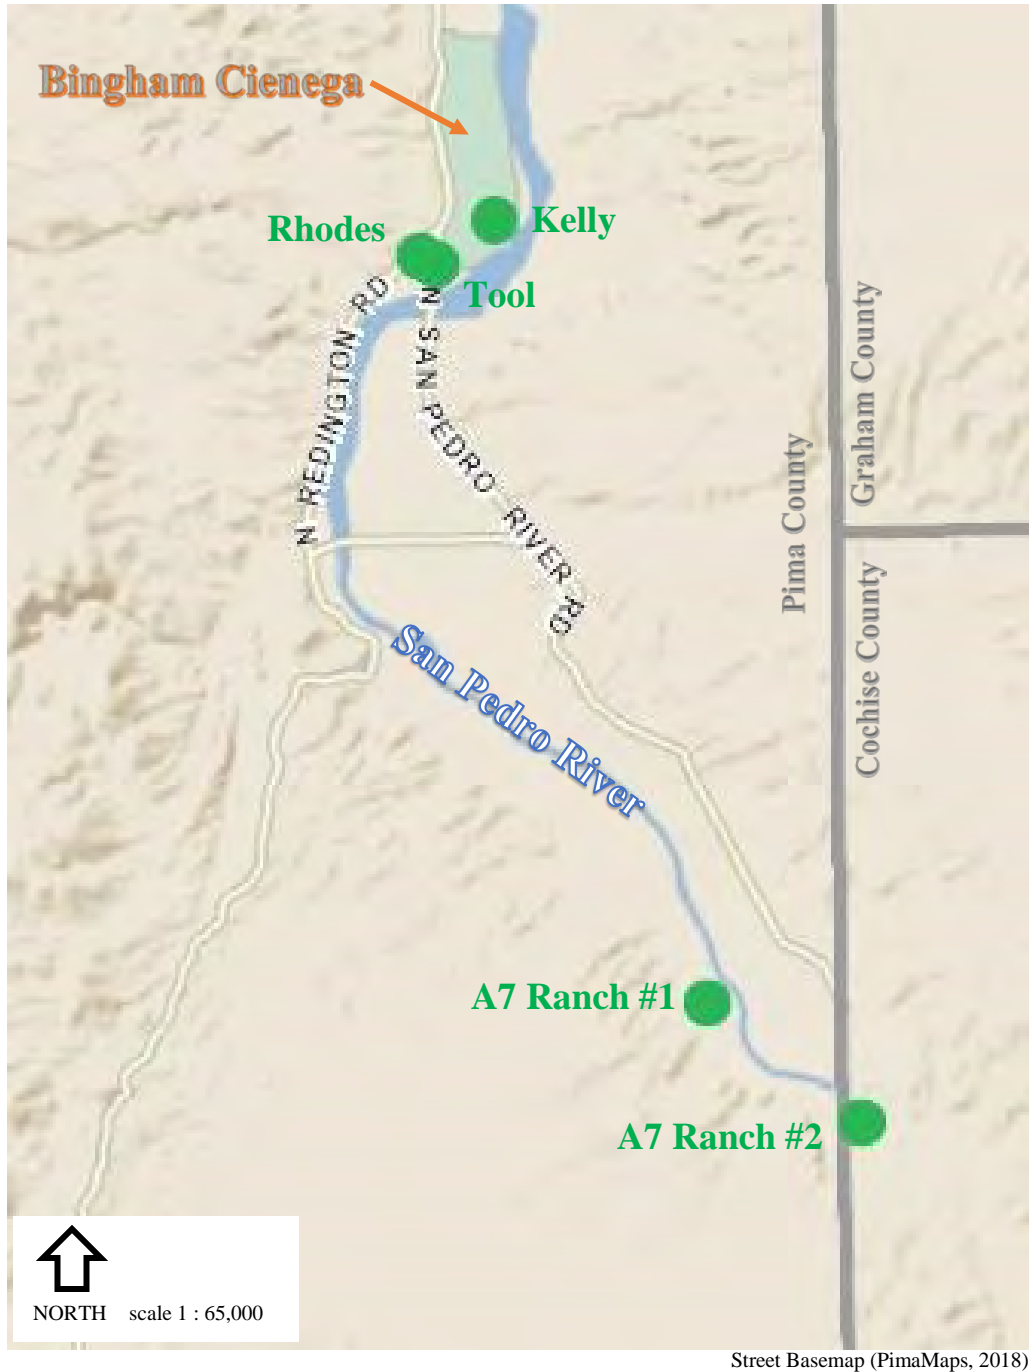 Bingham Cienega
Rhodes
Kelly
Tool
N REDINGTON RD
N SAN PEDRO RIVER RD
Graham County
Pima County
Cochise County
San Pedro River
A7 Ranch #1
A7 Ranch #2
NORTH scale 1 : 65,000
Street Basemap (PimaMaps, 2018)